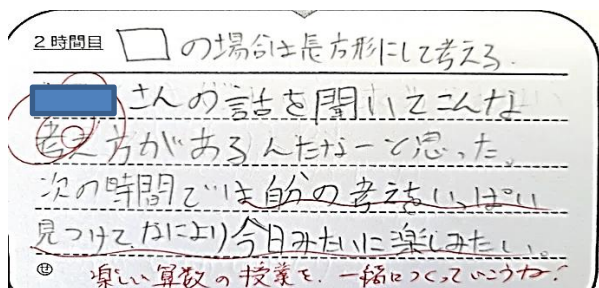 2時間目 □の場合は長方形にして考える.
さんの話を聞いてこんな
考え方があるんだなーと思った。
次の時間では自分の考えをいっぱい
見つけて、なにより今日みたいに楽しみたい。
せ 楽しい算数の授業を、一緒につくっていこうね!